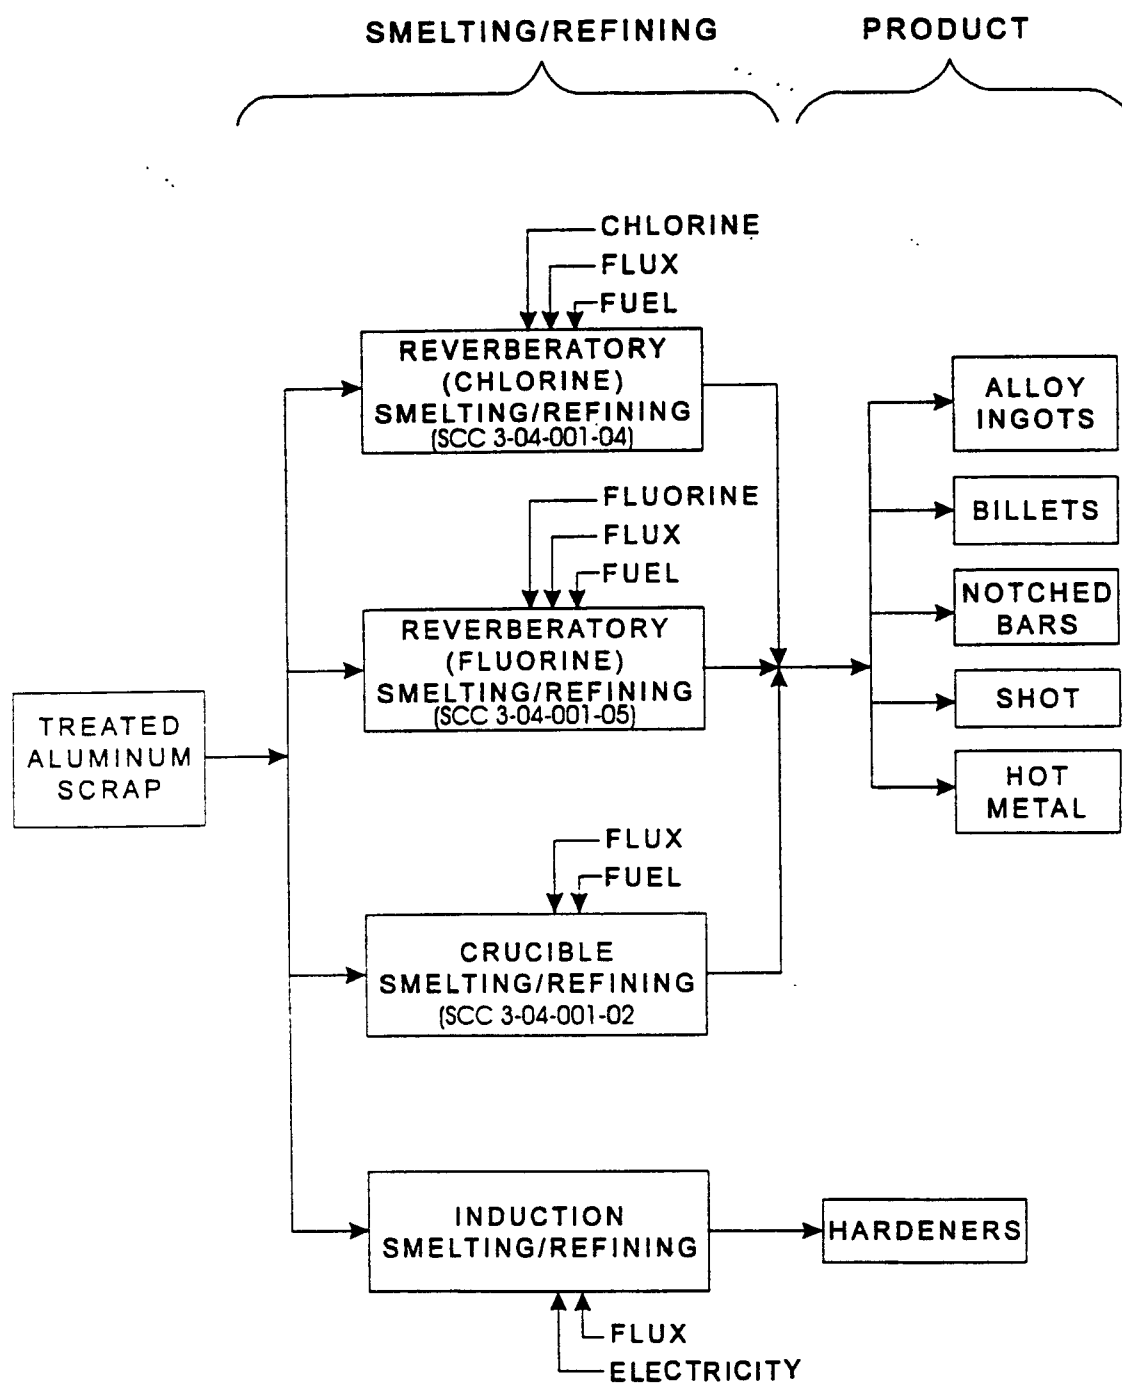 SMELTING/REFINING
PRODUCT
CHLORINE
FLUX
FUEL
REVERBERATORY
(CHLORINE)
SMELTING/REFINING
(SCC 3-04-001-04)
FLUORINE
FLUX
FUEL
REVERBERATORY
(FLUORINE)
SMELTING/REFINING
(SCC 3-04-001-05)
TREATED
ALUMINUM
SCRAP
FLUX
FUEL
CRUCIBLE
SMELTING/REFINING
(SCC 3-04-001-02
INDUCTION
SMELTING/REFINING
FLUX
ELECTRICITY
ALLOY
INGOTS
BILLETS
NOTCHED
BARS
SHOT
HOT
METAL
HARDENERS